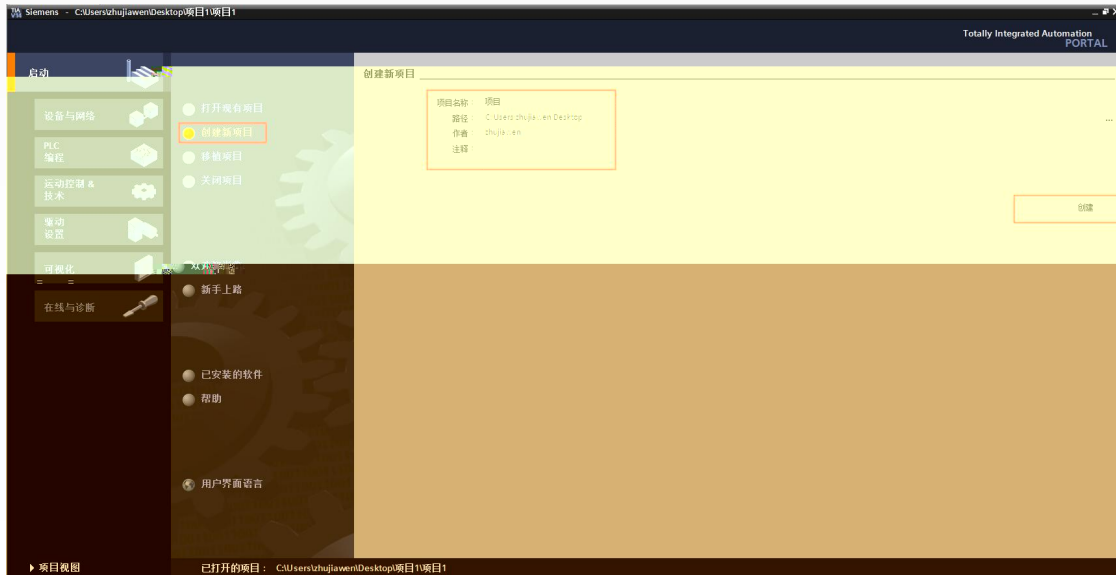 Siemens - C:\Users\zhujiawen\Desktop\项目1\项目1
Totally Integrated Automation
PORTAL
启动
设备与网络
PLC
编程
运动控制 &
技术
驱动
设置
可视化
在线与诊断
打开现有项目
创建新项目
移植项目
关闭项目
新手上路
已安装的软件
帮助
用户界面语言
创建新项目
项目名称: 项目
路径: C:\Users\zhujiawen\Desktop
作者: zhujiawen
注释:
...
创建
项目视图
已打开的项目: C:\Users\zhujiawen\Desktop\项目1\项目1